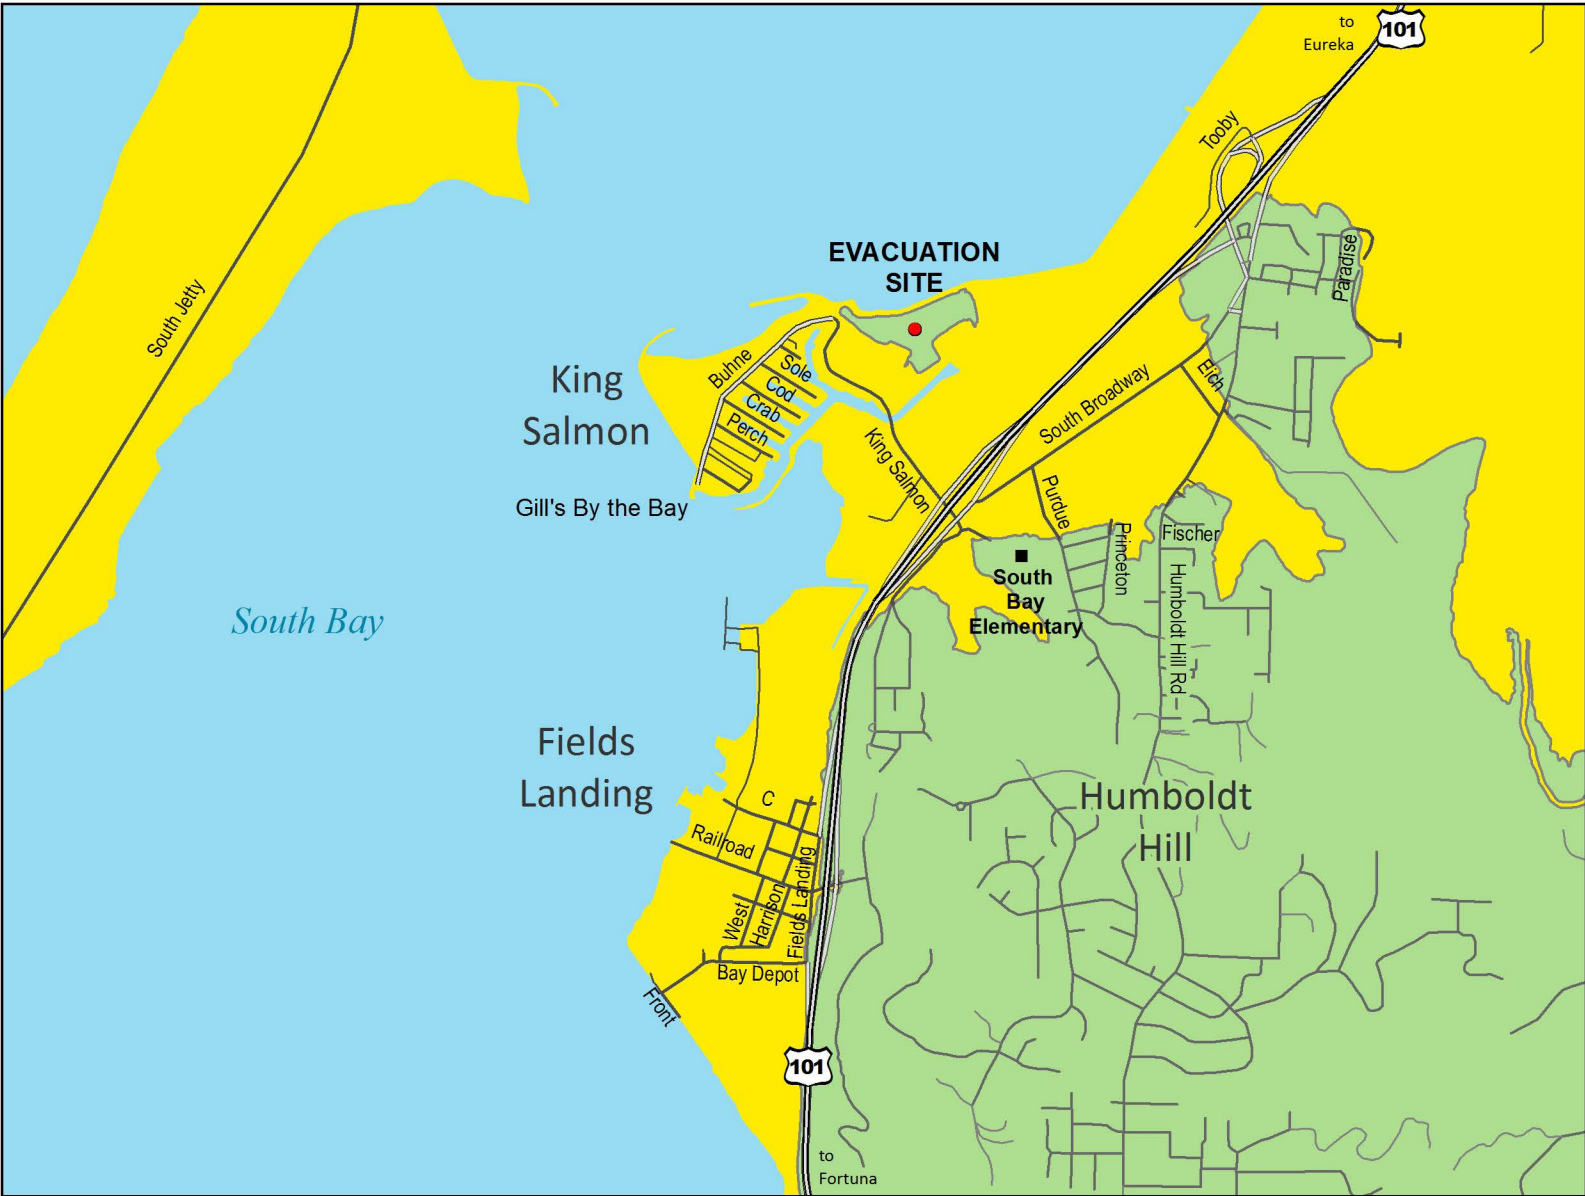 to
Eureka
101
Tooby
Paradise
EVACUATION
SITE
South Jetty
Buhne
Sole
Cod
Crab
Perch
King
Salmon
Eich
South Broadway
King Salmon
Purdue
Gill's By the Bay
Princeton
Fischer
South
Bay
Elementary
Humboldt Hill Rd
South Bay
Fields
Landing
C
Railroad
Humboldt
Hill
Fields Landing
Harrison
West
Bay Depot
Front
101
to
Fortuna